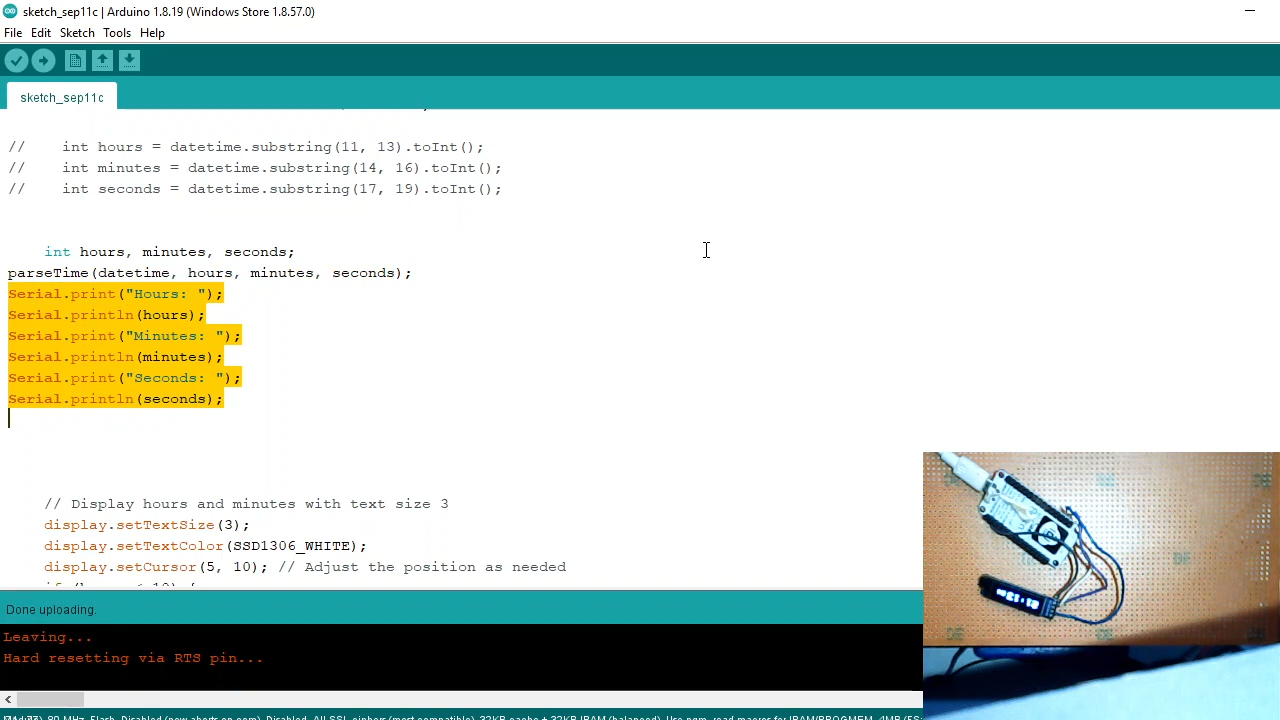 sketch_sep11c | Arduino 1.8.19 (Windows Store 1.8.57.0)
File Edit Sketch Tools Help
sketch_sep11c
//    int hours = datetime.substring(11, 13).toInt();
//    int minutes = datetime.substring(14, 16).toInt();
//    int seconds = datetime.substring(17, 19).toInt();
int hours, minutes, seconds;
parseTime(datetime, hours, minutes, seconds);
Serial.print("Hours: ");
Serial.println(hours);
Serial.print("Minutes: ");
Serial.println(minutes);
Serial.print("Seconds: ");
Serial.println(seconds);
// Display hours and minutes with text size 3
display.setTextSize(3);
display.setTextColor(SSD1306_WHITE);
display.setCursor(5, 10); // Adjust the position as needed
Done uploading.
Leaving...
Hard resetting via RTS pin...